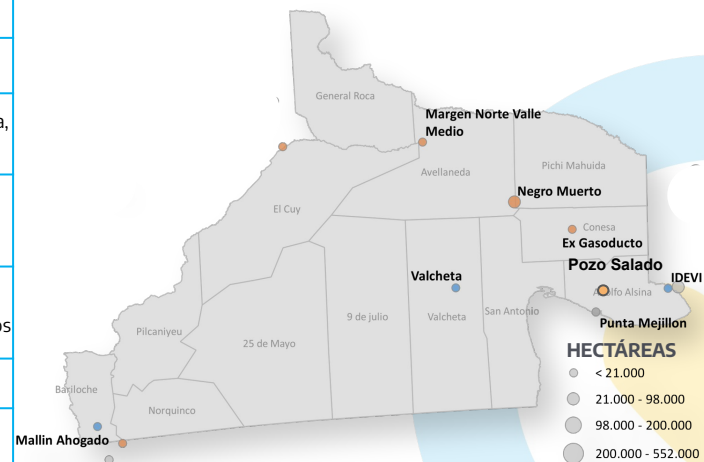 a,
os
General Roca
Margen Norte Valle
Medio
Avellaneda
Pichi Mahuida
El Cuy
Negro Muerto
Conesa
Ex Gasoducto
Pozo Salado
Valcheta
IDEVI
Adolfo Alsina
9 de julio
Valcheta
San Antonio
Punta Mejillon
Pilcaniyeu
25 de Mayo
HECTÁREAS
< 21.000
Bariloche
21.000 - 98.000
Norquinco
98.000 - 200.000
Mallin Ahogado
200.000 - 552.000